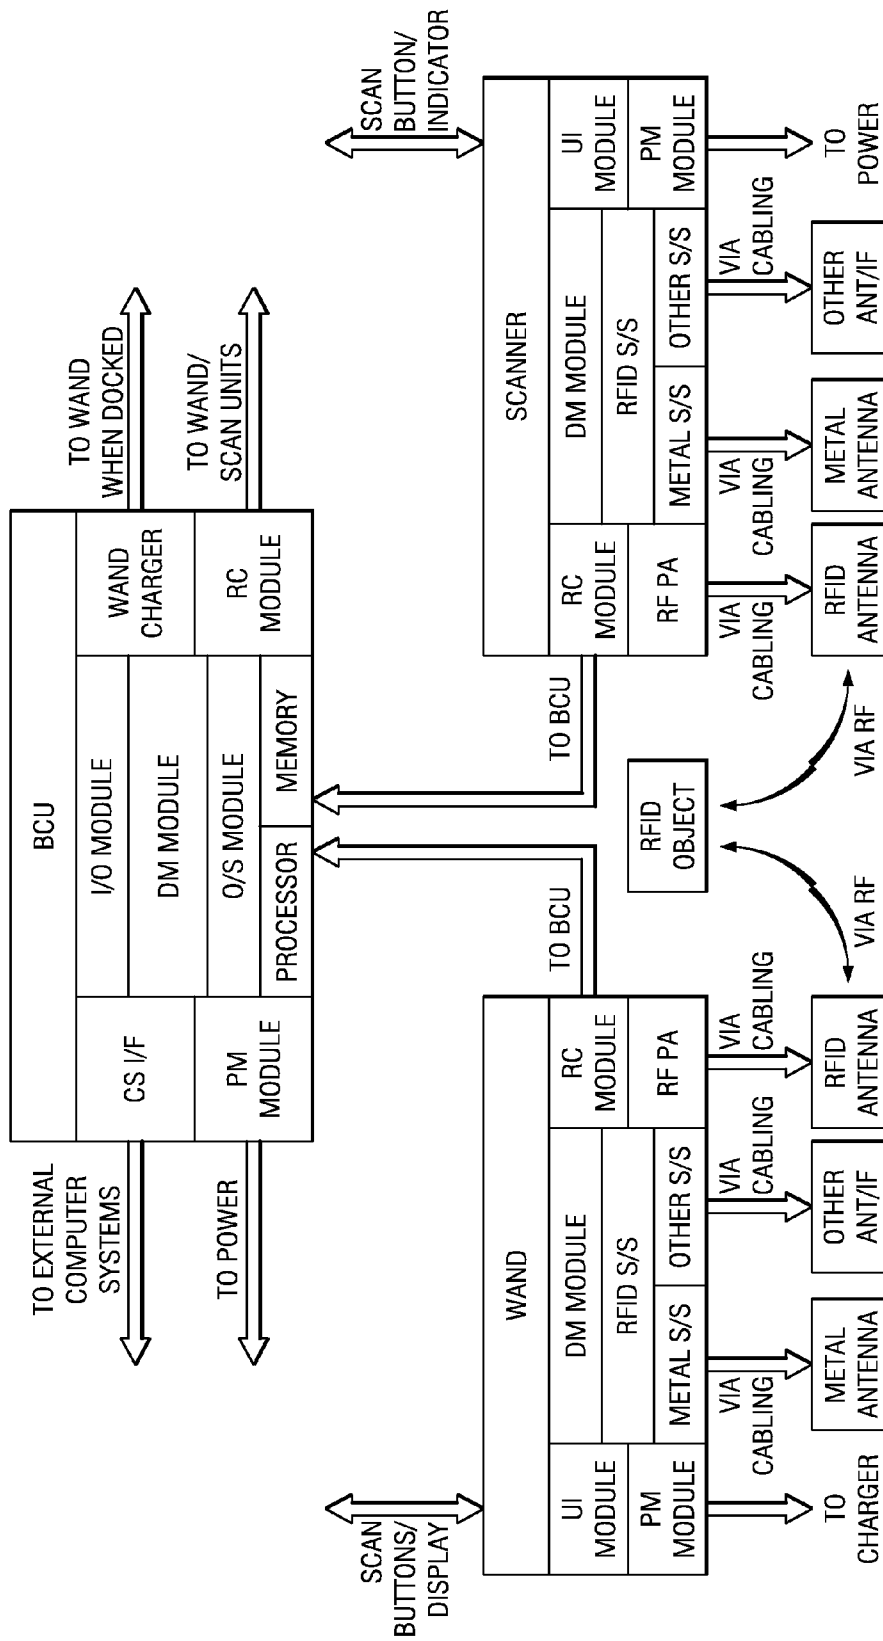 BCU
TO EXTERNAL
COMPUTER
SYSTEMS
CS I/F
I/O MODULE
WAND
CHARGER
TO WAND
WHEN DOCKED
DM MODULE
TO POWER
PM
MODULE
O/S MODULE
RC
MODULE
TO WAND/
SCAN UNITS
PROCESSOR
MEMORY
SCAN
BUTTONS/
DISPLAY
TO BCU
TO BCU
SCAN
BUTTON/
INDICATOR
WAND
UI
MODULE
DM MODULE
RC
MODULE
RFID S/S
PM
MODULE
METAL S/S
OTHER S/S
RF PA
TO
CHARGER
VIA
CABLING
VIA
CABLING
VIA
CABLING
METAL
ANTENNA
OTHER
ANT/IF
RFID
ANTENNA
RFID
OBJECT
VIA RF
VIA RF
SCANNER
RC
MODULE
DM MODULE
UI
MODULE
RFID S/S
RF PA
METAL S/S
OTHER S/S
PM
MODULE
VIA
CABLING
VIA
CABLING
VIA
CABLING
TO
POWER
RFID
ANTENNA
METAL
ANTENNA
OTHER
ANT/IF